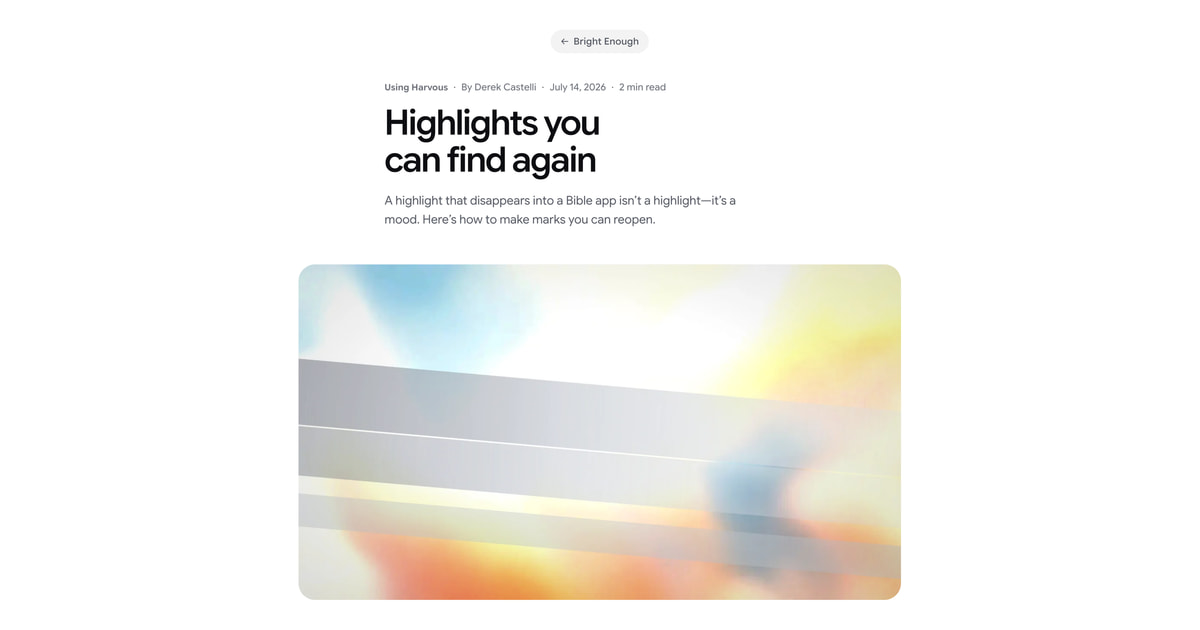 ← Bright Enough
Using Harvous · By Derek Castelli · July 14, 2026 · 2 min read
Highlights you
can find again
A highlight that disappears into a Bible app isn’t a highlight—it’s a
mood. Here’s how to make marks you can reopen.